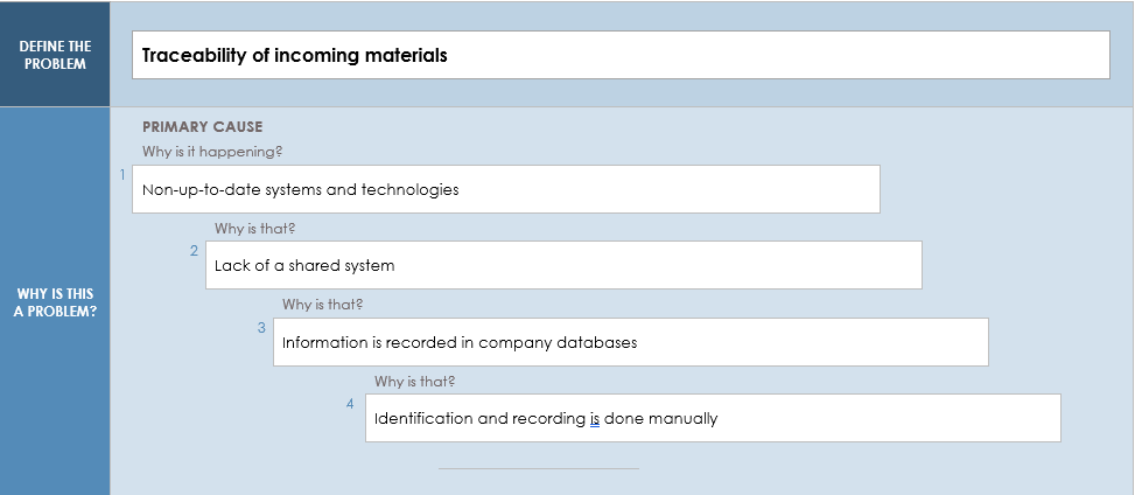 DEFINE THE
PROBLEM
Traceability of incoming materials
WHY IS THIS
A PROBLEM?
PRIMARY CAUSE
Why is it happening?
1
Non-up-to-date systems and technologies
Why is that?
2
Lack of a shared system
Why is that?
3
Information is recorded in company databases
Why is that?
4
Identification and recording is done manually